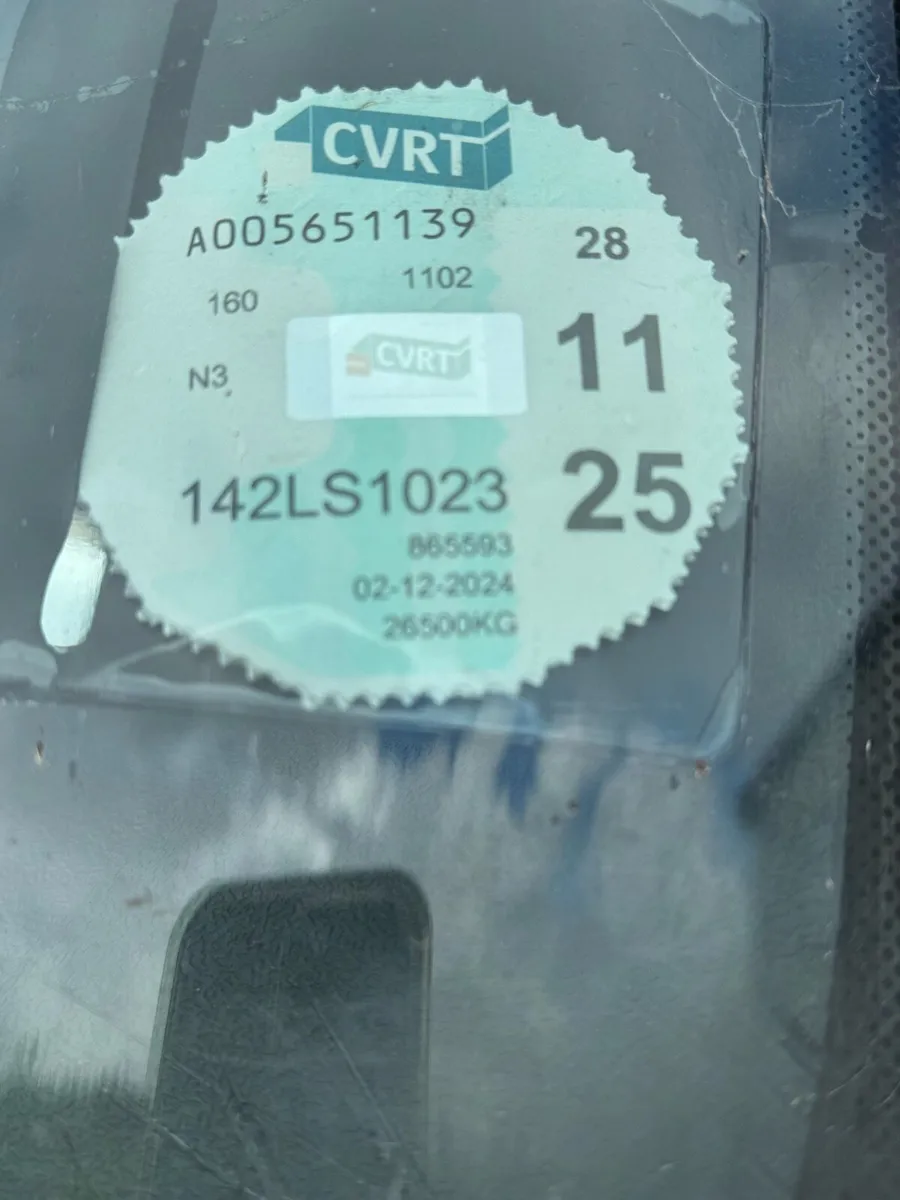 CVRT
A005651139
28
1102
160
11
CVRT
N3
142LS1023
25
865593
02-12-2024
26500KG